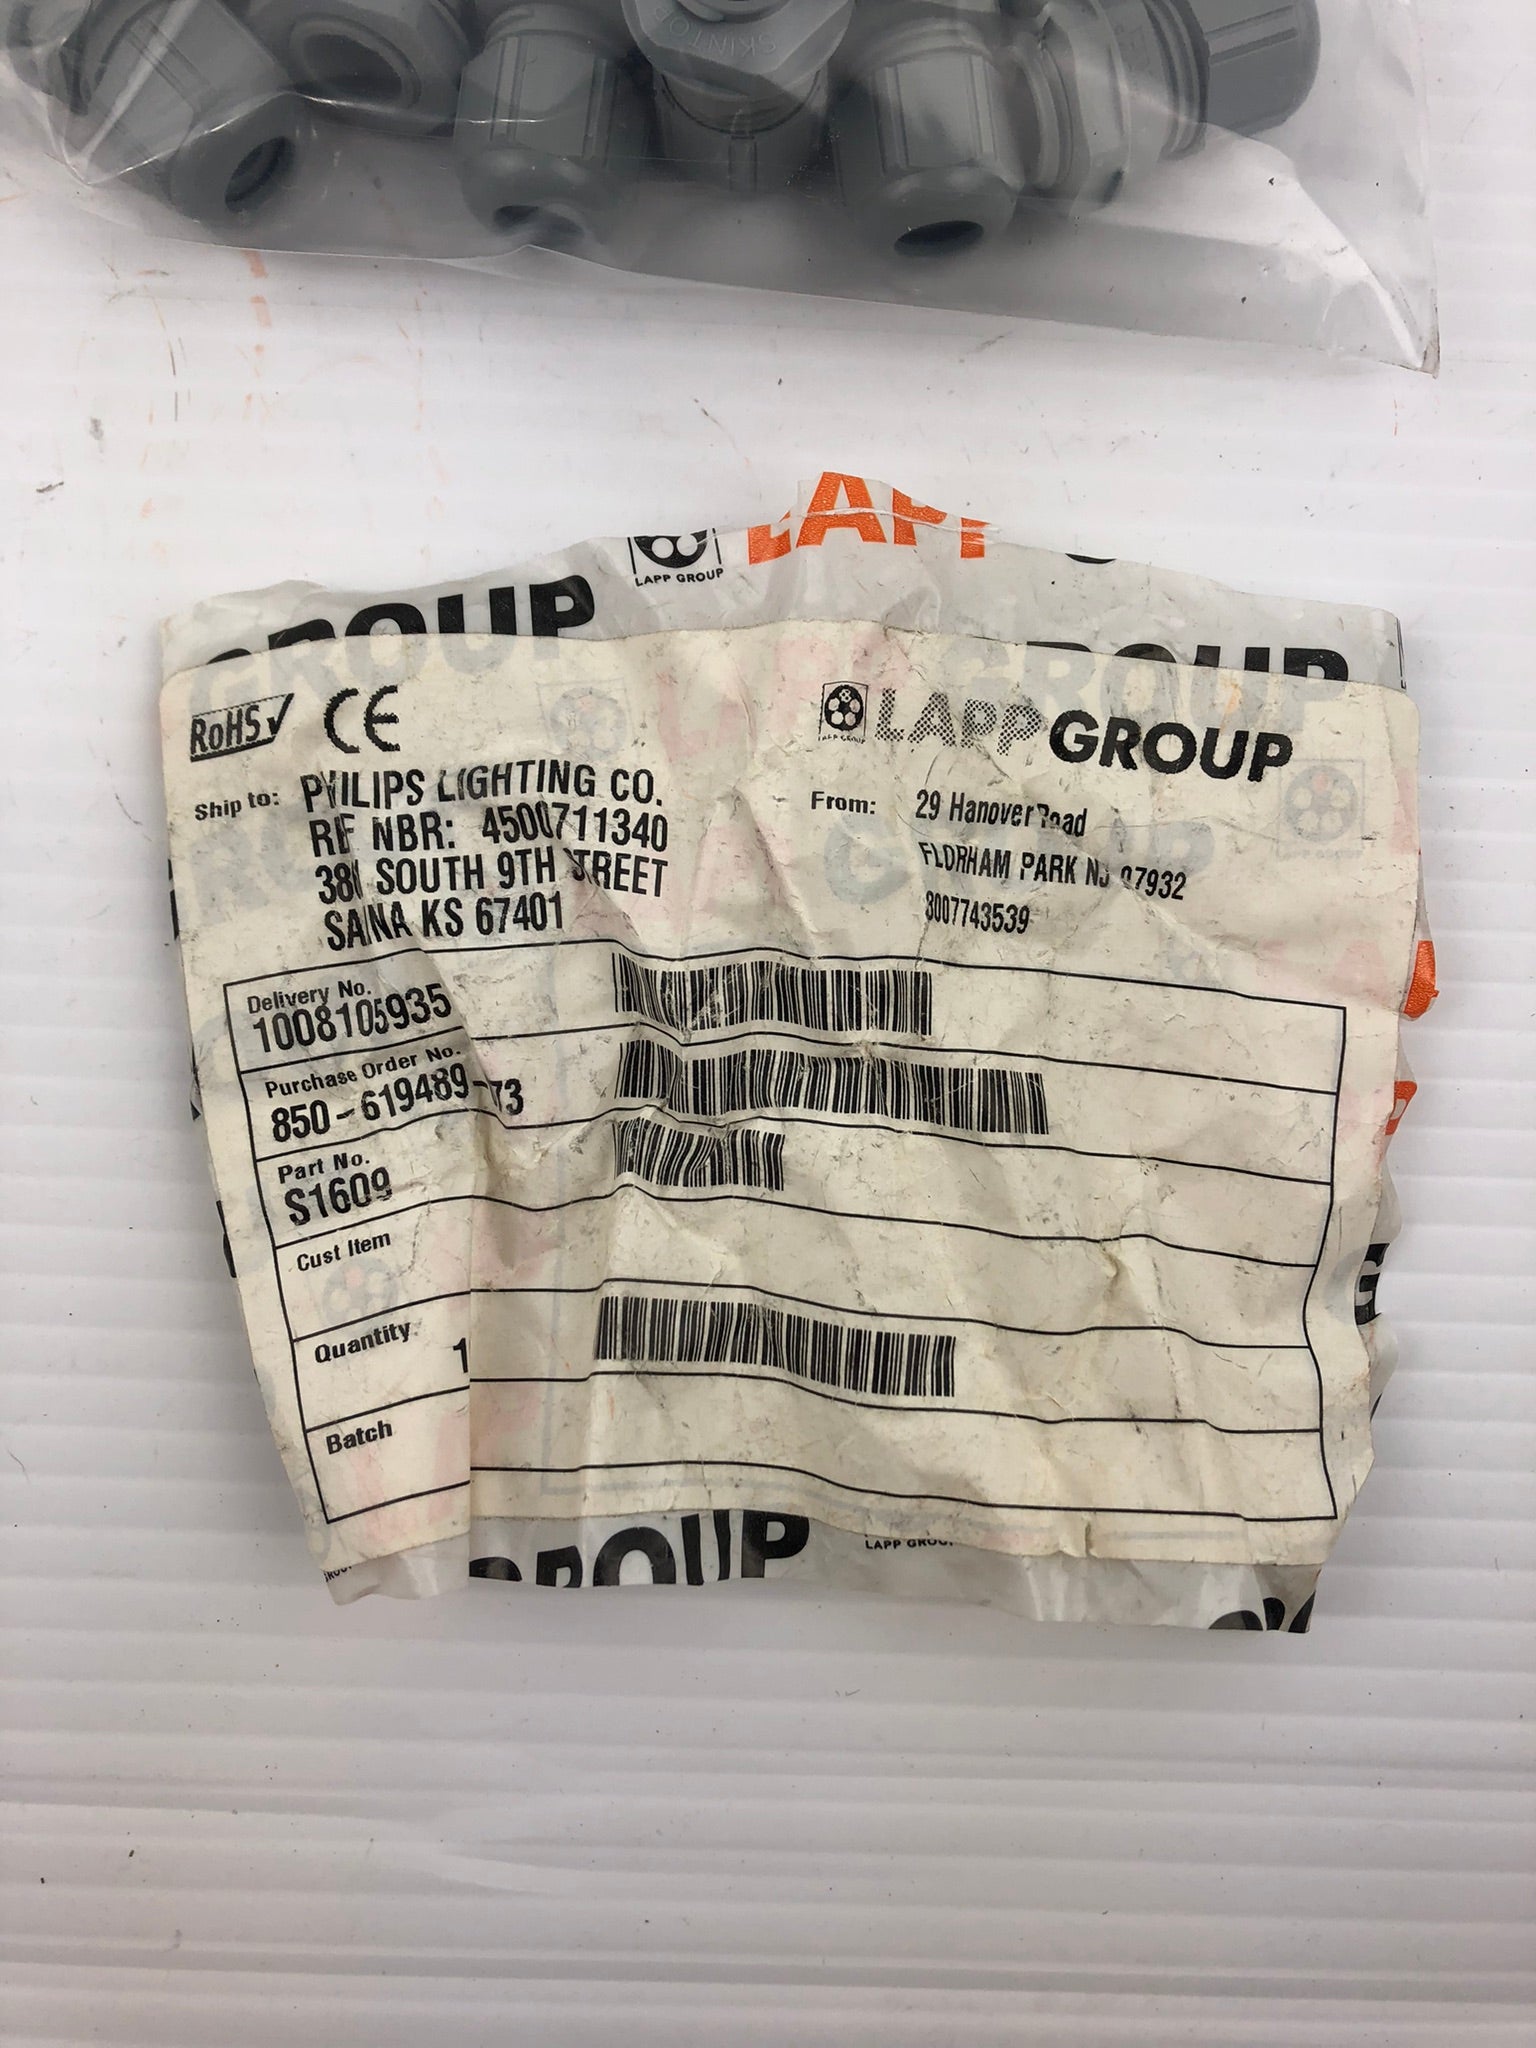 SKINTOP
LAPP GROUP
LAPP
GROUP
GROUP
RoHS
CE
LAPP GROUP
Ship to: PHILIPS LIGHTING CO.
NBR: 4500711340
SOUTH 9TH STREET
KS 67401
From: 29 Hanover Road
FLORHAM PARK NJ 07932
8007743539
Delivery No.
1008105935
Purchase Order No.
850-619489-73
Part No.
S1609
Cust Item
Quantity
1
Batch
GROUP
LAPP GROUP